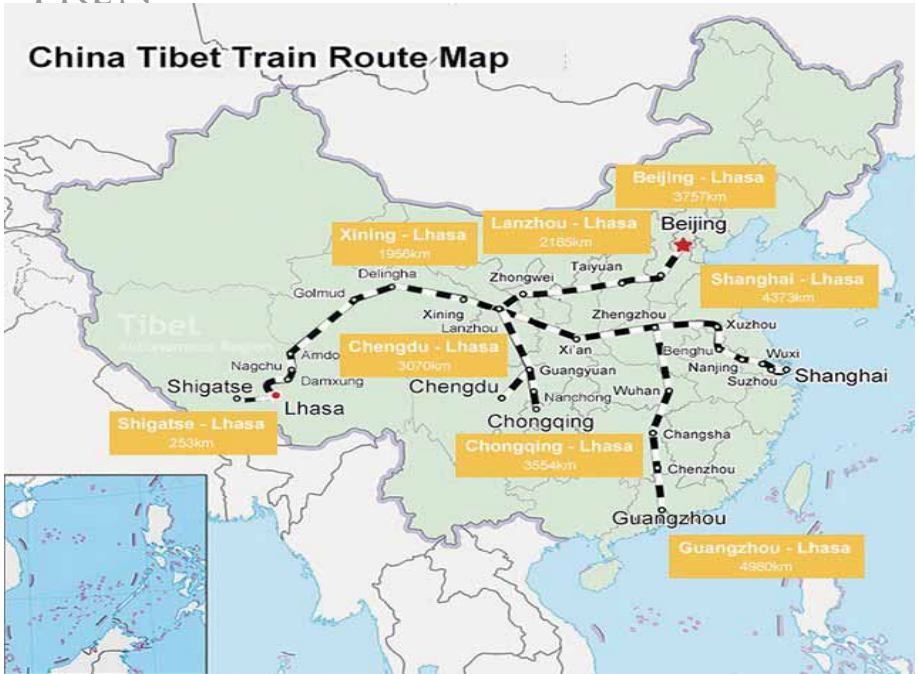 China Tibet Train Route Map
Beijing - Lhasa
3757km
Lanzhou - Lhasa
2185km
Beijing
Xining - Lhasa
1956km
Delingha
Zhongwei
Taiyuan
Shanghai - Lhasa
4373km
Golmud
Xining
Lanzhou
Zhengzhou
Xuzhou
Tibet
Autonomous Region
Chengdu - Lhasa
3070km
Xi'an
Benghu
Wuxi
Nagchu
Amdo
Guangyuan
Nanjing
Suzhou
Shanghai
Shigatse
Damxung
Chengdu
Nanchong
Wuhan
Lhasa
Chongqing
Shigatse - Lhasa
253km
Chongqing - Lhasa
3554km
Changsha
Chenzhou
Guangzhou
Guangzhou - Lhasa
4980km